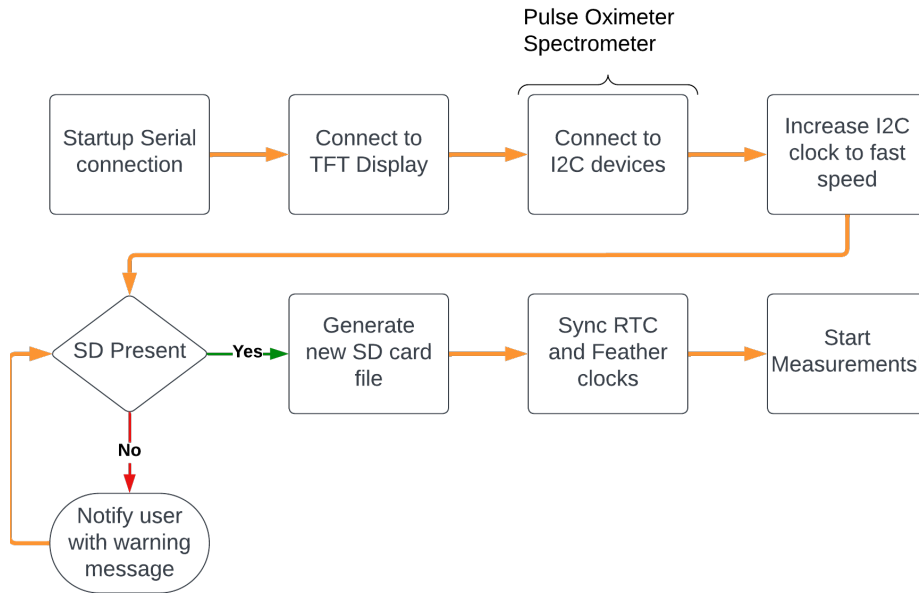 Pulse Oximeter
Spectrometer
Startup Serial
connection
Connect to
TFT Display
Connect to
I2C devices
Increase I2C
clock to fast
speed
SD Present
Yes
Generate
new SD card
file
Sync RTC
and Feather
clocks
Start
Measurements
No
Notify user
with warning
message